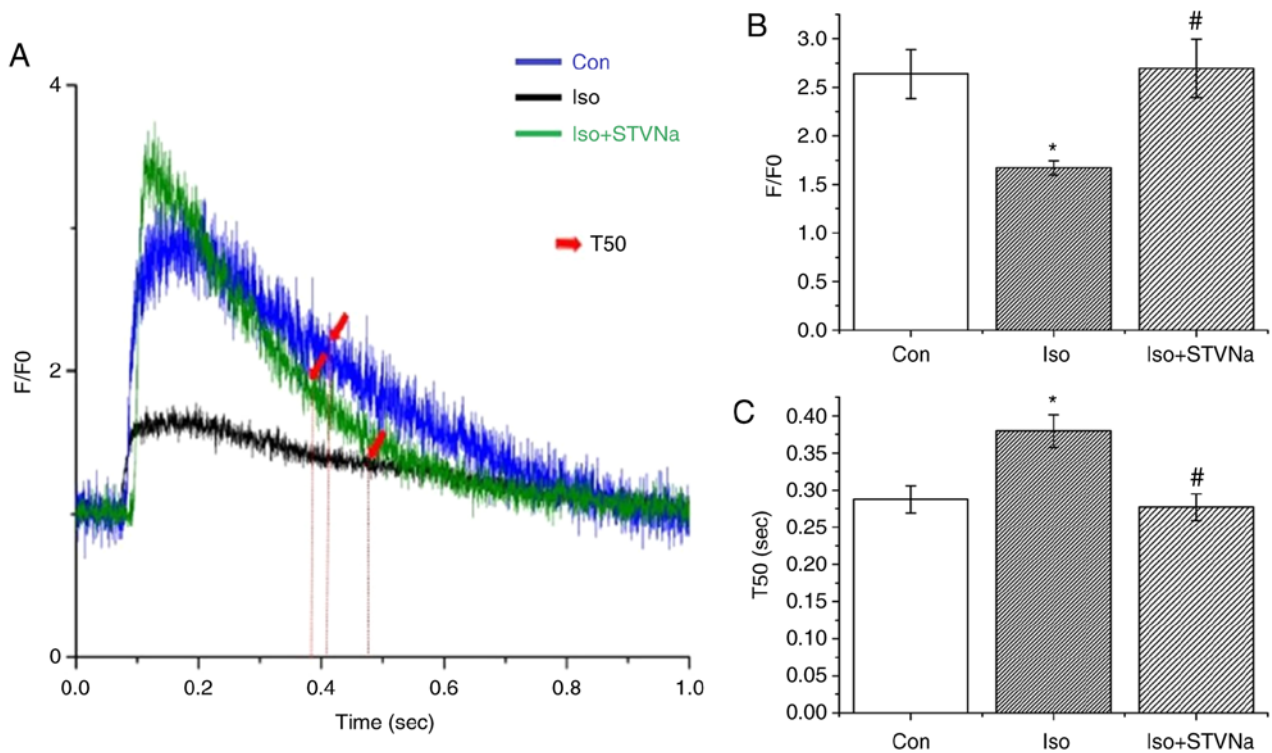 A
Con
Iso
Iso+STVNa
T50
F/F0
4
2
0
0.0 0.2 0.4 0.6 0.8 1.0
Time (sec)
B
#
*
F/F0
3.0
2.5
2.0
1.5
1.0
0.5
0.0
Con Iso Iso+STVNa
C
*
#
T50 (sec)
0.40
0.35
0.30
0.25
0.20
0.15
0.10
0.05
0.00
Con Iso Iso+STVNa